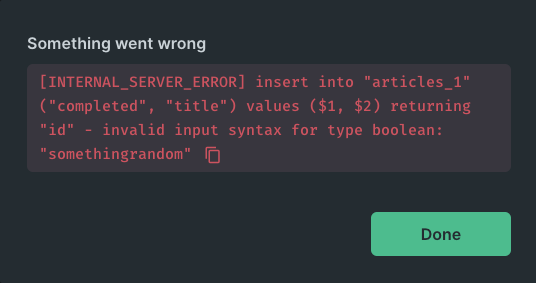 Something went wrong
[INTERNAL_SERVER_ERROR] insert into "articles_1"
("completed", "title") values ($1, $2) returning
"id" - invalid input syntax for type boolean:
"somethingrandom"
Done